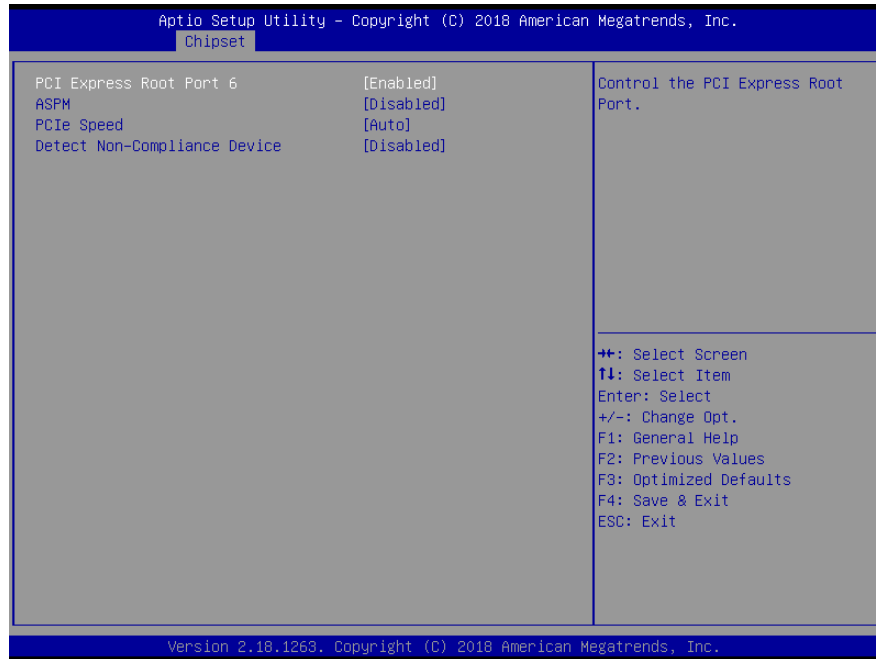 Aptio Setup Utility – Copyright (C) 2018 American Megatrends, Inc.
Chipset
PCI Express Root Port 6 [Enabled]
ASPM [Disabled]
PCIe Speed [Auto]
Detect Non-Compliance Device [Disabled]
Control the PCI Express Root
Port.
→←: Select Screen
↑↓: Select Item
Enter: Select
+/-: Change Opt.
F1: General Help
F2: Previous Values
F3: Optimized Defaults
F4: Save & Exit
ESC: Exit
Version 2.18.1263. Copyright (C) 2018 American Megatrends, Inc.